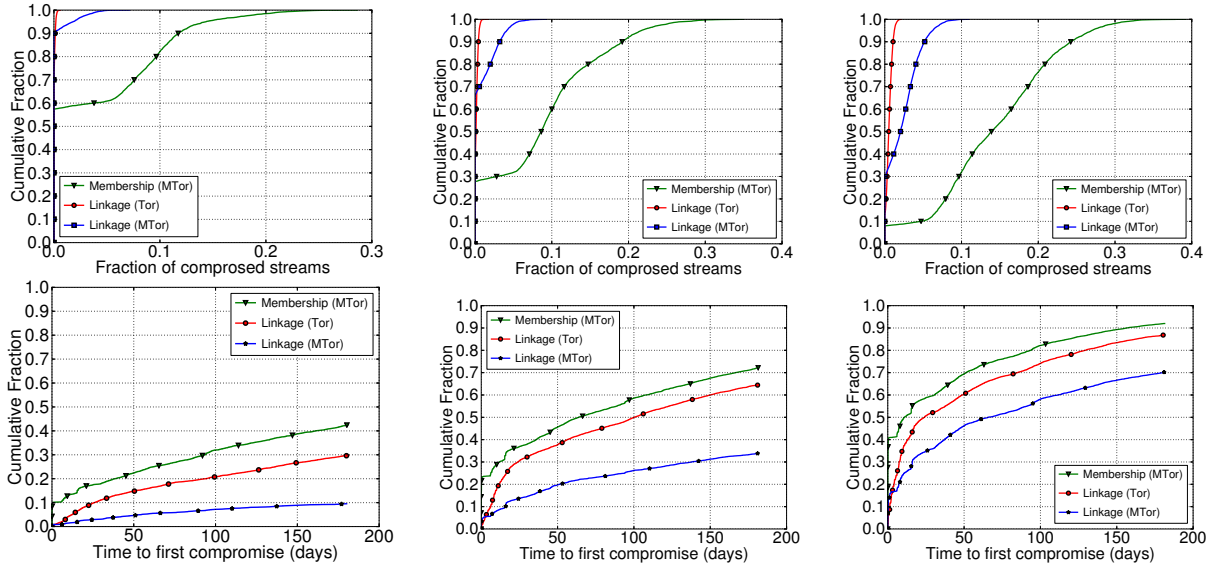 1.0
0.9
0.8
0.7
0.6
0.5
0.4
0.3
0.2
0.1
0.0
Cumulative Fraction
Membership (MTor)
Linkage (Tor)
Linkage (MTor)
0.0 0.1 0.2 0.3
Fraction of comprosed streams
1.0
0.9
0.8
0.7
0.6
0.5
0.4
0.3
0.2
0.1
0.0
Cumulative Fraction
Membership (MTor)
Linkage (Tor)
Linkage (MTor)
0.0 0.1 0.2 0.3 0.4
Fraction of comprosed streams
1.0
0.9
0.8
0.7
0.6
0.5
0.4
0.3
0.2
0.1
0.0
Cumulative Fraction
Membership (MTor)
Linkage (Tor)
Linkage (MTor)
0.0 0.1 0.2 0.3 0.4
Fraction of comprosed streams
1.0
0.9
0.8
0.7
0.6
0.5
0.4
0.3
0.2
0.1
0.0
Cumulative Fraction
Membership (MTor)
Linkage (Tor)
Linkage (MTor)
0 50 100 150 200
Time to first compromise (days)
1.0
0.9
0.8
0.7
0.6
0.5
0.4
0.3
0.2
0.1
0.0
Cumulative Fraction
Membership (MTor)
Linkage (Tor)
Linkage (MTor)
0 50 100 150 200
Time to first compromise (days)
1.0
0.9
0.8
0.7
0.6
0.5
0.4
0.3
0.2
0.1
0.0
Cumulative Fraction
Membership (MTor)
Linkage (Tor)
Linkage (MTor)
0 50 100 150 200
Time to first compromise (days)